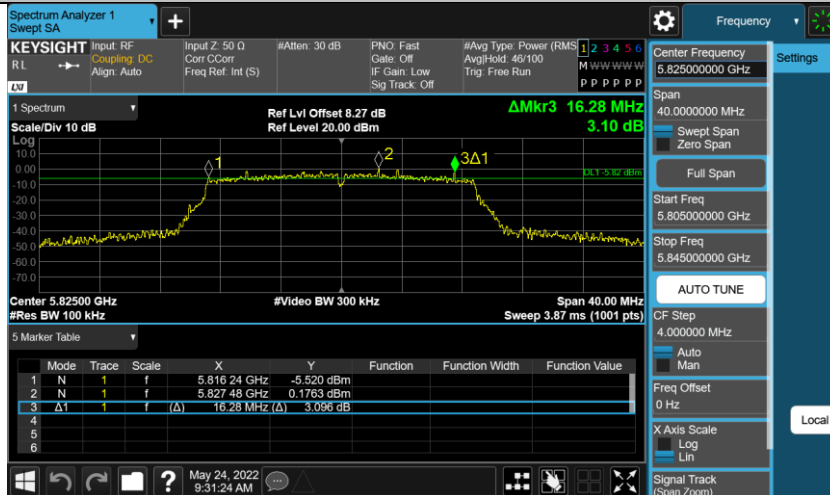 Spectrum Analyzer 1
Swept SA
Frequency
KEYSIGHT
RL
LXI
Input: RF
Coupling: DC
Align: Auto
Input Z: 50 Ω
Corr CCorr
Freq Ref: Int (S)
#Atten: 30 dB
PNO: Fast
Gate: Off
IF Gain: Low
Sig Track: Off
#Avg Type: Power (RMS
Avg|Hold: 46/100
Trig: Free Run
1 2 3 4 5 6
M W W W W W
P P P P P P
1 Spectrum
Scale/Div 10 dB
Ref Lvl Offset 8.27 dB
Ref Level 20.00 dBm
ΔMkr3 16.28 MHz
3.10 dB
Log
10.0
0.00
-10.0
-20.0
-30.0
-40.0
-50.0
-60.0
-70.0
1
2
3Δ1
DL1 -5.82 dBm
Center 5.82500 GHz
#Res BW 100 kHz
#Video BW 300 kHz
Span 40.00 MHz
Sweep 3.87 ms (1001 pts)
5 Marker Table
Mode Trace Scale X Y Function Function Width Function Value
1 N 1 f 5.816 24 GHz -5.520 dBm
2 N 1 f 5.827 48 GHz 0.1763 dBm
3 Δ1 1 f (Δ) 16.28 MHz (Δ) 3.096 dB
4
5
6
?
May 24, 2022
9:31:24 AM
Center Frequency
5.825000000 GHz
Settings
Span
40.0000000 MHz
Swept Span
Zero Span
Full Span
Start Freq
5.805000000 GHz
Stop Freq
5.845000000 GHz
AUTO TUNE
CF Step
4.000000 MHz
Auto
Man
Freq Offset
0 Hz
X Axis Scale
Log
Lin
Local
Signal Track
(Span Zoom)